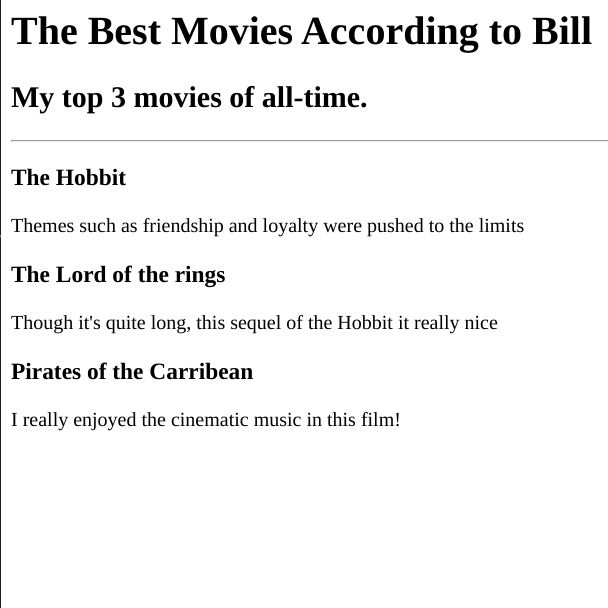 The Best Movies According to Bill
My top 3 movies of all-time.
The Hobbit
Themes such as friendship and loyalty were pushed to the limits
The Lord of the rings
Though it's quite long, this sequel of the Hobbit it really nice
Pirates of the Carribean
I really enjoyed the cinematic music in this film!